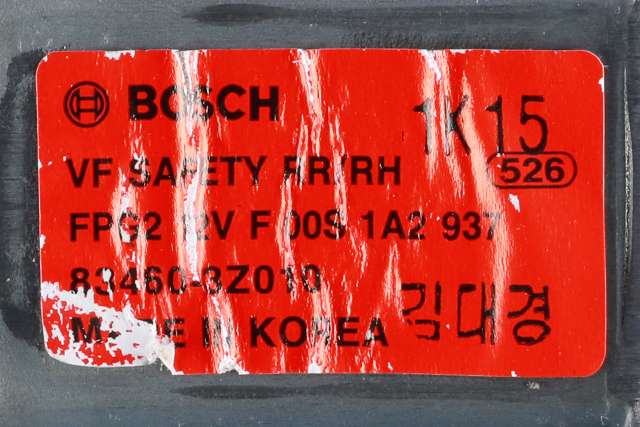 BOSCH 1K15
VF SAFETY RR/RH 526
FPG2 12V F 00S 1A2 937
83460-3Z010
MADE IN KOREA 김대경